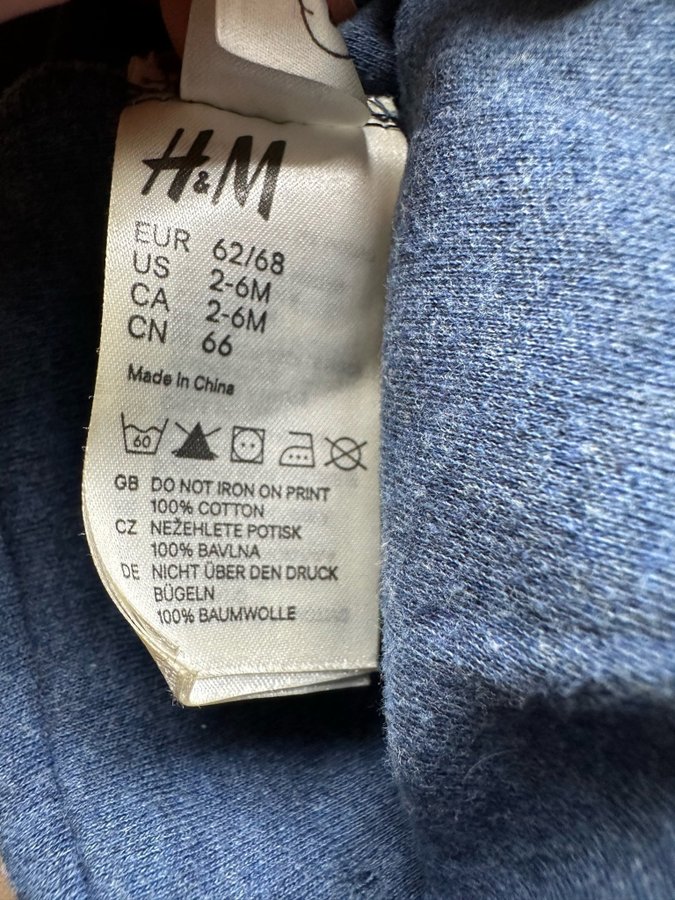 H&M
EUR 62/68
US 2-6M
CA 2-6M
CN 66
Made in China
60
GB DO NOT IRON ON PRINT
100% COTTON
CZ NEŽEHLETE POTISK
100% BAVLNA
DE NICHT ÜBER DEN DRUCK
BÜGELN
100% BAUMWOLLE